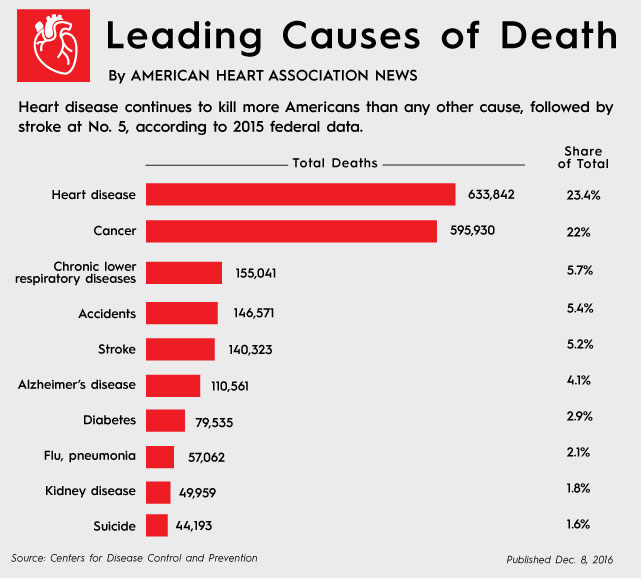 Leading Causes of Death
By AMERICAN HEART ASSOCIATION NEWS
Heart disease continues to kill more Americans than any other cause, followed by
stroke at No. 5, according to 2015 federal data.
Total Deaths
Share
of Total
Heart disease 633,842 23.4%
Cancer 595,930 22%
Chronic lower
respiratory diseases 155,041 5.7%
Accidents 146,571 5.4%
Stroke 140,323 5.2%
Alzheimer's disease 110,561 4.1%
Diabetes 79,535 2.9%
Flu, pneumonia 57,062 2.1%
Kidney disease 49,959 1.8%
Suicide 44,193 1.6%
Source: Centers for Disease Control and Prevention
Published Dec. 8, 2016